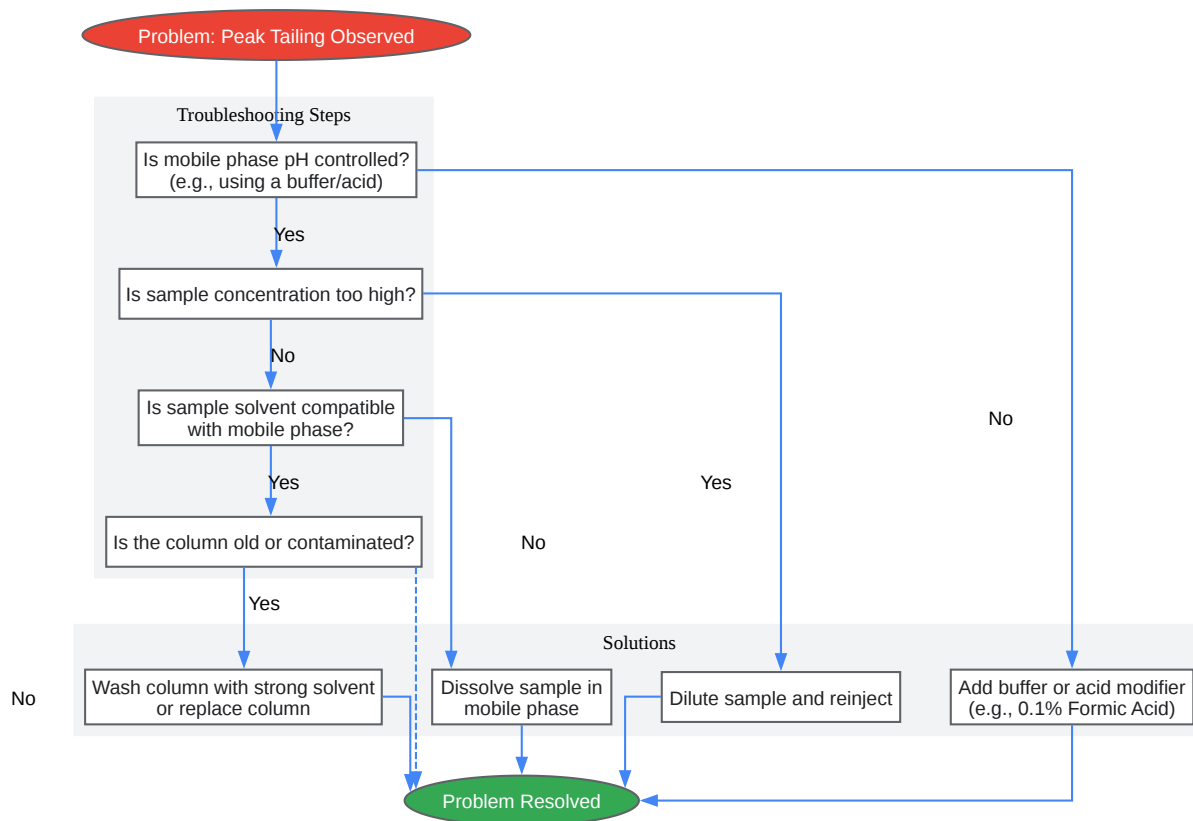 Problem: Peak Tailing Observed
Troubleshooting Steps
Is mobile phase pH controlled?
(e.g., using a buffer/acid)
Yes
Is sample concentration too high?
No
Is sample solvent compatible
with mobile phase?
No
Yes
Yes
Is the column old or contaminated?
No
Yes
Solutions
No
Wash column with strong solvent
or replace column
Dissolve sample in
mobile phase
Dilute sample and reinject
Add buffer or acid modifier
(e.g., 0.1% Formic Acid)
Problem Resolved